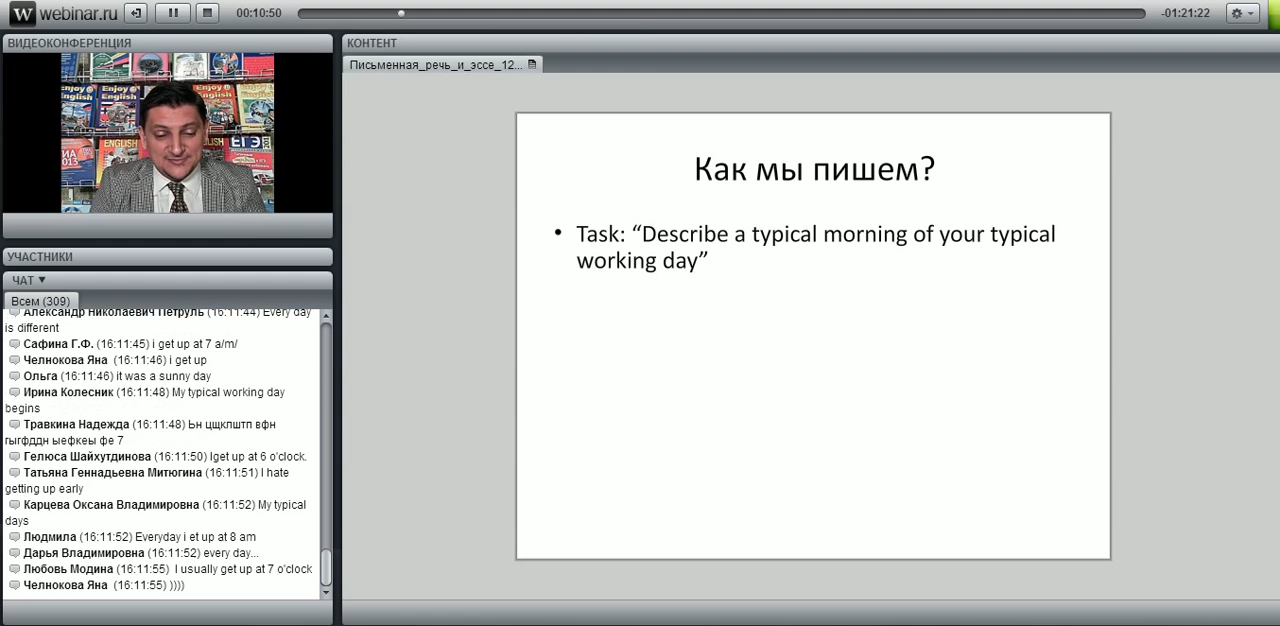 W webinar.ru
00:10:50
-01:21:22
ВИДЕОКОНФЕРЕНЦИЯ
Enjoy English
Enjoy English
ENGLISH
ЕГЭ
2013
УЧАСТНИКИ
ЧАТ
Всем (309)
Александр Николаевич Петруль (16:11:44) Every day
is different
Сафина Г.Ф. (16:11:45) i get up at 7 a/m/
Челнокова Яна (16:11:46) i get up
Ольга (16:11:46) it was a sunny day
Ирина Колесник (16:11:48) My typical working day
begins
Травкина Надежда (16:11:48) Ьн цщклштп вфн
гыгфддн ыефкеы фе 7
Гелюса Шайхутдинова (16:11:50) Iget up at 6 o'clock.
Татьяна Геннадьевна Митюгина (16:11:51) I hate
getting up early
Карцева Оксана Владимировна (16:11:52) My typical
days
Людмила (16:11:52) Everyday i et up at 8 am
Дарья Владимировна (16:11:52) every day...
Любовь Модина (16:11:55) I usually get up at 7 o'clock
Челнокова Яна (16:11:55) ))))
КОНТЕНТ
Письменная_речь_и_эссе_12...
Как мы пишем?
• Task: “Describe a typical morning of your typical
working day”